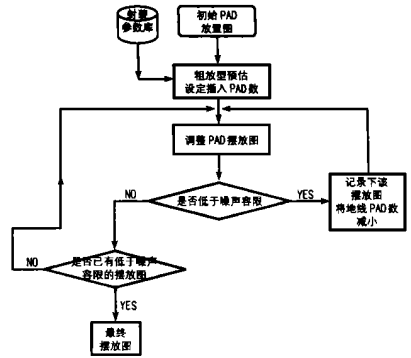 封装
参数库
初始PAD
放置图
粗放型预估
设定插入PAD数
调整PAD摆放图
NO
是否低于噪声容限
YES
记录下该
摆放图
将地线PAD数
减小
NO
是否已有低于噪声
容限的摆放图
YES
最终
摆放图